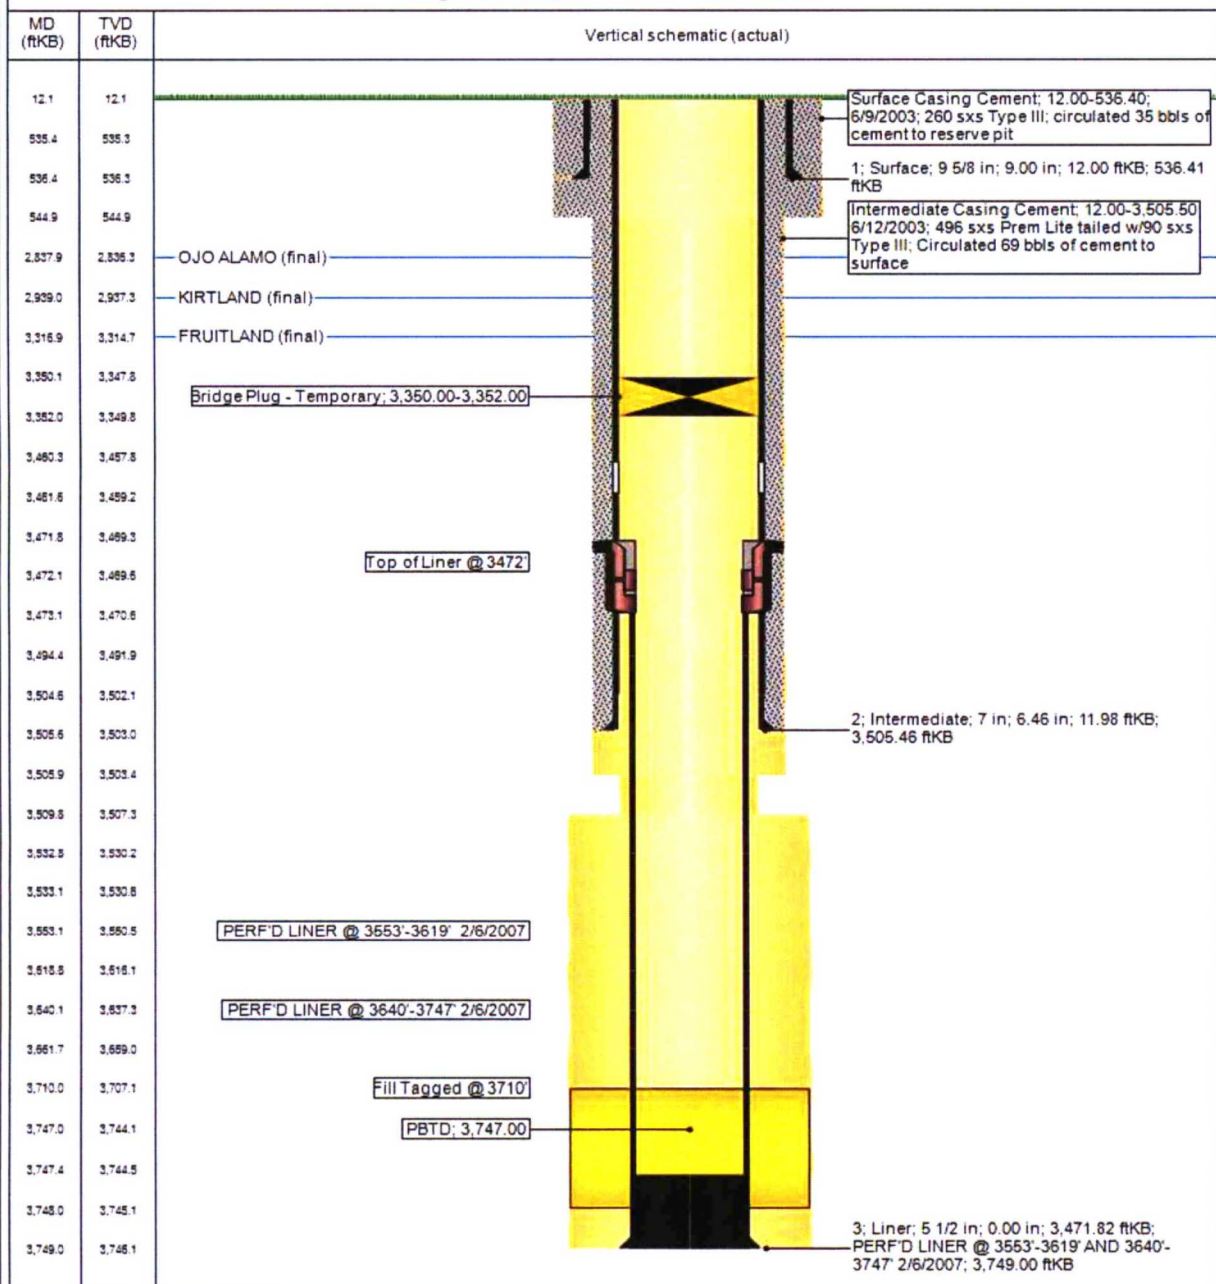 MD
(ftKB)
TVD
(ftKB)
Vertical schematic (actual)
12.1 12.1
535.4 535.3
536.4 536.3
544.9 544.9
2,837.9 2,836.3
2,939.0 2,937.3
3,316.9 3,314.7
3,350.1 3,347.8
3,352.0 3,349.8
3,460.3 3,457.8
3,461.6 3,459.2
3,471.8 3,469.3
3,472.1 3,469.6
3,473.1 3,470.6
3,494.4 3,491.9
3,504.6 3,502.1
3,505.6 3,503.0
3,505.9 3,503.4
3,509.8 3,507.3
3,532.8 3,530.2
3,533.1 3,530.6
3,553.1 3,550.5
3,618.8 3,616.1
3,640.1 3,637.3
3,661.7 3,659.0
3,710.0 3,707.1
3,747.0 3,744.1
3,747.4 3,744.5
3,748.0 3,745.1
3,749.0 3,746.1
Surface Casing Cement; 12.00-536.40;
6/9/2003; 260 sxs Type III; circulated 35 bbls of
cement to reserve pit
1; Surface; 9 5/8 in; 9.00 in; 12.00 ftKB; 536.41
ftKB
Intermediate Casing Cement; 12.00-3,505.50
6/12/2003; 496 sxs Prem Lite tailed w/90 sxs
Type III; Circulated 69 bbls of cement to
surface
OJO ALAMO (final)
KIRTLAND (final)
FRUITLAND (final)
Bridge Plug - Temporary; 3,350.00-3,352.00
Top of Liner @ 3472'
2; Intermediate; 7 in; 6.46 in; 11.98 ftKB;
3,505.46 ftKB
PERF'D LINER @ 3553'-3619' 2/6/2007
PERF'D LINER @ 3640'-3747' 2/6/2007
Fill Tagged @ 3710'
PBTD; 3,747.00
3; Liner; 5 1/2 in; 0.00 in; 3,471.82 ftKB;
PERF'D LINER @ 3553'-3619' AND 3640'-
3747' 2/6/2007; 3,749.00 ftKB